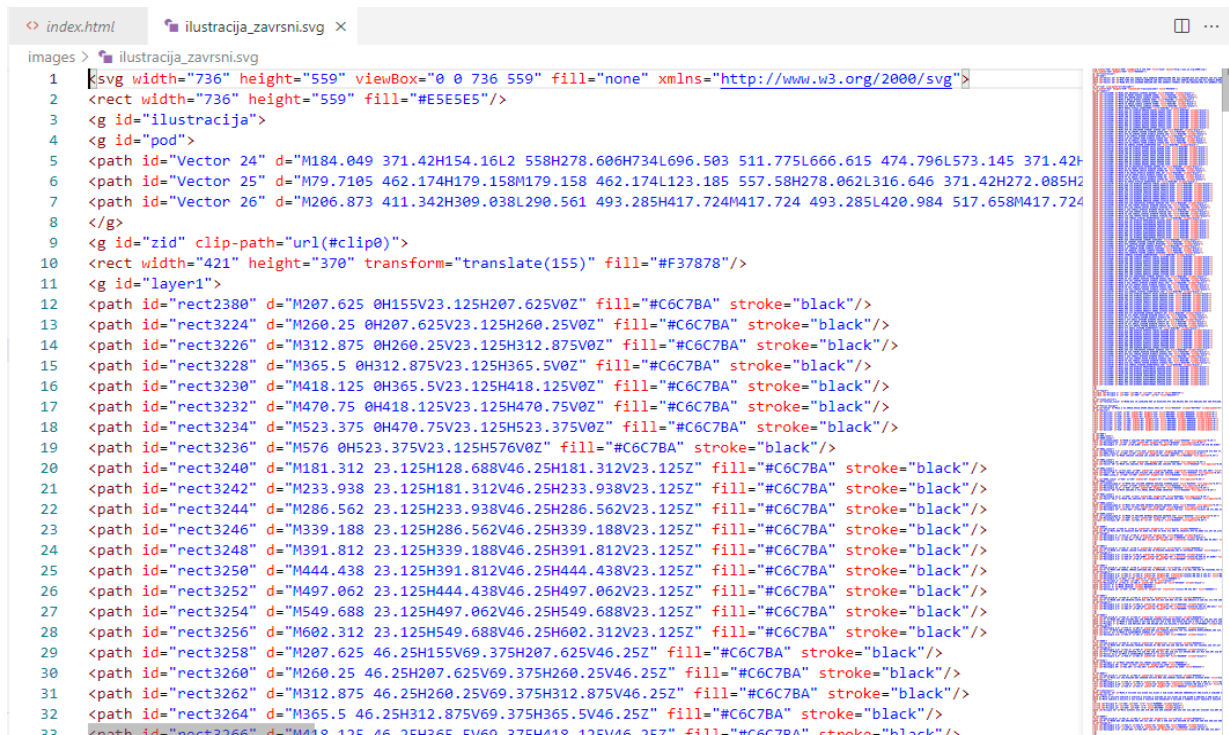 index.html ilustracija_zavrsni.svg
images > ilustracija_zavrsni.svg
1 <svg width="736" height="559" viewBox="0 0 736 559" fill="none" xmlns="http://www.w3.org/2000/svg">
2 <rect width="736" height="559" fill="#E5E5E5"/>
3 <g id="ilustracija">
4 <g id="pod">
5 <path id="Vector 24" d="M184.049 371.42H154.16L2 558H278.606H734L696.503 511.775L666.615 474.796L573.145 371.42H
6 <path id="Vector 25" d="M79.7105 462.174H179.158M179.158 462.174L123.185 557.58H278.062L316.646 371.42H272.085H2
7 <path id="Vector 26" d="M206.873 411.342H309.038L290.561 493.285H417.724M417.724 493.285L420.984 517.658M417.724
8 </g>
9 <g id="zid" clip-path="url(#clip0)">
10 <rect width="421" height="370" transform="translate(155)" fill="#F37878"/>
11 <g id="layer1">
12 <path id="rect2380" d="M207.625 0H155V23.125H207.625V0Z" fill="#C6C7BA" stroke="black"/>
13 <path id="rect3224" d="M260.25 0H207.625V23.125H260.25V0Z" fill="#C6C7BA" stroke="black"/>
14 <path id="rect3226" d="M312.875 0H260.25V23.125H312.875V0Z" fill="#C6C7BA" stroke="black"/>
15 <path id="rect3228" d="M365.5 0H312.875V23.125H365.5V0Z" fill="#C6C7BA" stroke="black"/>
16 <path id="rect3230" d="M418.125 0H365.5V23.125H418.125V0Z" fill="#C6C7BA" stroke="black"/>
17 <path id="rect3232" d="M470.75 0H418.125V23.125H470.75V0Z" fill="#C6C7BA" stroke="black"/>
18 <path id="rect3234" d="M523.375 0H470.75V23.125H523.375V0Z" fill="#C6C7BA" stroke="black"/>
19 <path id="rect3236" d="M576 0H523.375V23.125H576V0Z" fill="#C6C7BA" stroke="black"/>
20 <path id="rect3240" d="M181.312 23.125H128.688V46.25H181.312V23.125Z" fill="#C6C7BA" stroke="black"/>
21 <path id="rect3242" d="M233.938 23.125H181.312V46.25H233.938V23.125Z" fill="#C6C7BA" stroke="black"/>
22 <path id="rect3244" d="M286.562 23.125H233.938V46.25H286.562V23.125Z" fill="#C6C7BA" stroke="black"/>
23 <path id="rect3246" d="M339.188 23.125H286.562V46.25H339.188V23.125Z" fill="#C6C7BA" stroke="black"/>
24 <path id="rect3248" d="M391.812 23.125H339.188V46.25H391.812V23.125Z" fill="#C6C7BA" stroke="black"/>
25 <path id="rect3250" d="M444.438 23.125H391.812V46.25H444.438V23.125Z" fill="#C6C7BA" stroke="black"/>
26 <path id="rect3252" d="M497.062 23.125H444.438V46.25H497.062V23.125Z" fill="#C6C7BA" stroke="black"/>
27 <path id="rect3254" d="M549.688 23.125H497.062V46.25H549.688V23.125Z" fill="#C6C7BA" stroke="black"/>
28 <path id="rect3256" d="M602.312 23.125H549.688V46.25H602.312V23.125Z" fill="#C6C7BA" stroke="black"/>
29 <path id="rect3258" d="M207.625 46.25H155V69.375H207.625V46.25Z" fill="#C6C7BA" stroke="black"/>
30 <path id="rect3260" d="M260.25 46.25H207.625V69.375H260.25V46.25Z" fill="#C6C7BA" stroke="black"/>
31 <path id="rect3262" d="M312.875 46.25H260.25V69.375H312.875V46.25Z" fill="#C6C7BA" stroke="black"/>
32 <path id="rect3264" d="M365.5 46.25H312.875V69.375H365.5V46.25Z" fill="#C6C7BA" stroke="black"/>
33 <path id="rect3266" d="M418.125 46.25H365.5V69.375H418.125V46.25Z" fill="#C6C7BA" stroke="black"/>